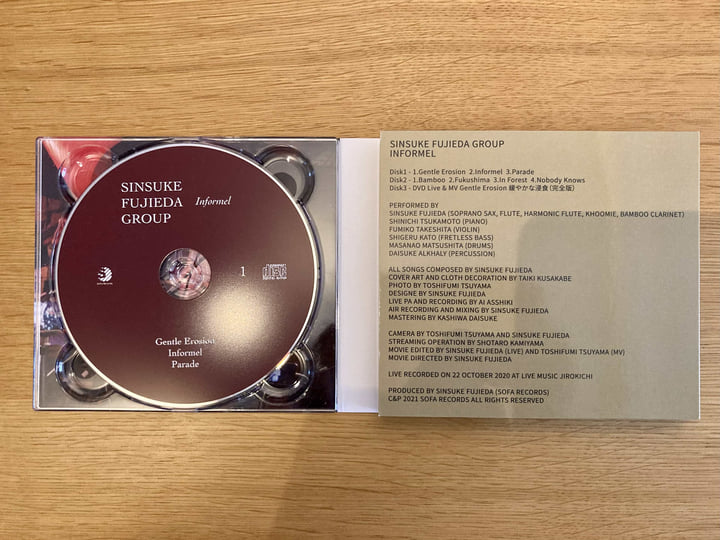 SINSUKE
FUJIEDA
GROUP
Informel
1
Gentle Erosion
Informel
Parade
SINSUKE FUJIEDA GROUP
INFORMEL
Disk1 - 1.Gentle Erosion 2.Informel 3.Parade
Disk2 - 1.Bamboo 2.Fukushima 3.In Forest 4.Nobody Knows
Disk3 - DVD Live & MV Gentle Erosion 緩やかな浸食(完全版)
PERFORMED BY
SINSUKE FUJIEDA (SOPRANO SAX, FLUTE, HARMONIC FLUTE, KHOOMIE, BAMBOO CLARINET)
SHINICHI TSUKAMOTO (PIANO)
FUMIKO TAKESHITA (VIOLIN)
SHIGERU KATO (FRETLESS BASS)
MASANAO MATSUSHITA (DRUMS)
DAISUKE ALKHALY (PERCUSSION)
ALL SONGS COMPOSED BY SINSUKE FUJIEDA
COVER ART AND CLOTH DECORATION BY TAIKI KUSAKABE
PHOTO BY TOSHIFUMI TSUYAMA
DESIGNE BY SINSUKE FUJIEDA
LIVE PA AND RECORDING BY AI ASSHIKI
AIR RECORDING AND MIXING BY SINSUKE FUJIEDA
MASTERING BY KASHIWA DAISUKE
CAMERA BY TOSHIFUMI TSUYAMA AND SINSUKE FUJIEDA
STREAMING OPERATION BY SHOTARO KAMIYAMA
MOVIE EDITED BY SINSUKE FUJIEDA (LIVE) AND TOSHIFUMI TSUYAMA (MV)
MOVIE DIRECTED BY SINSUKE FUJIEDA
LIVE RECORDED ON 22 OCTOBER 2020 AT LIVE MUSIC JIROKICHI
PRODUCED BY SINSUKE FUJIEDA (SOFA RECORDS)
C&P 2021 SOFA RECORDS ALL RIGHTS RESERVED